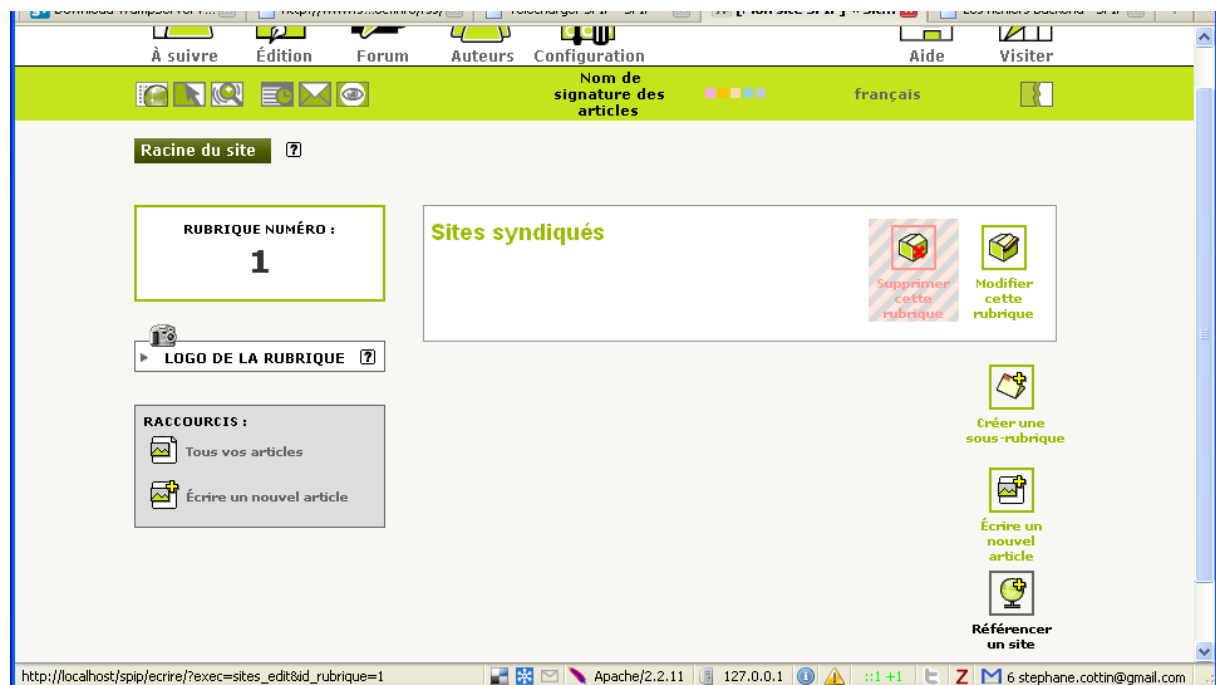 À suivre Édition Forum Auteurs Configuration Aide Visiter
Nom de
signature des
articles
français
Racine du site ?
RUBRIQUE NUMÉRO :
1
Sites syndiqués
Supprimer
cette
rubrique
Modifier
cette
rubrique
LOGO DE LA RUBRIQUE ?
RACCOURCIS :
Tous vos articles
Écrire un nouvel article
Créer une
sous-rubrique
Écrire un
nouvel
article
Référencer
un site
http://localhost/spip/ecrire/?exec=sites_edit&id_rubrique=1 Apache/2.2.11 127.0.0.1 ::1 +1 Z 6 stephane.cottin@gmail.com